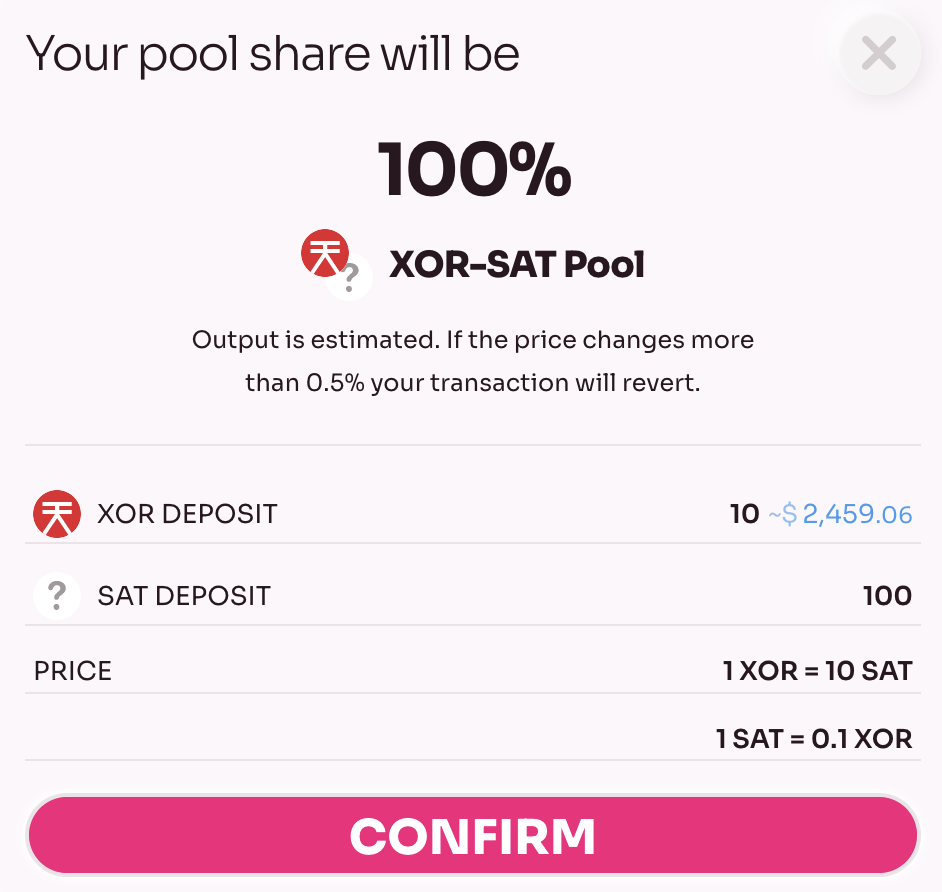 Your pool share will be
100%
XOR-SAT Pool
Output is estimated. If the price changes more
than 0.5% your transaction will revert.
XOR DEPOSIT 10 ~$ 2,459.06
? SAT DEPOSIT 100
PRICE 1 XOR = 10 SAT
1 SAT = 0.1 XOR
CONFIRM